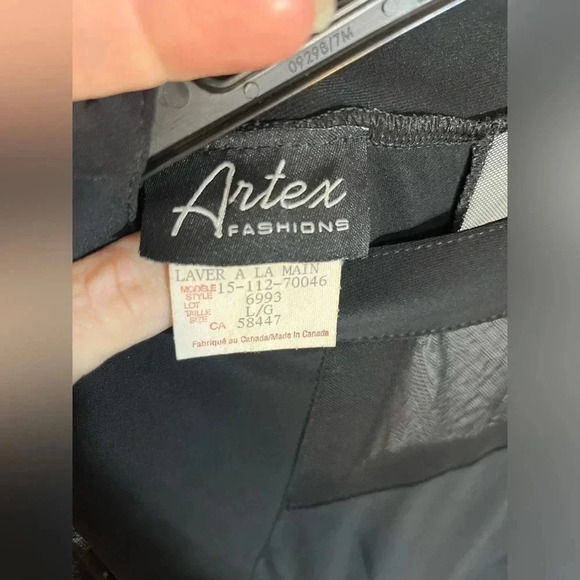 09298/7M
Artex
FASHIONS
LAVER A LA MAIN
MODÈLE 15-112-70046
STYLE
LOT 6993
TAILLE L/G
SIZE
CA 58447
Fabriqué au Canada/Made in Canada